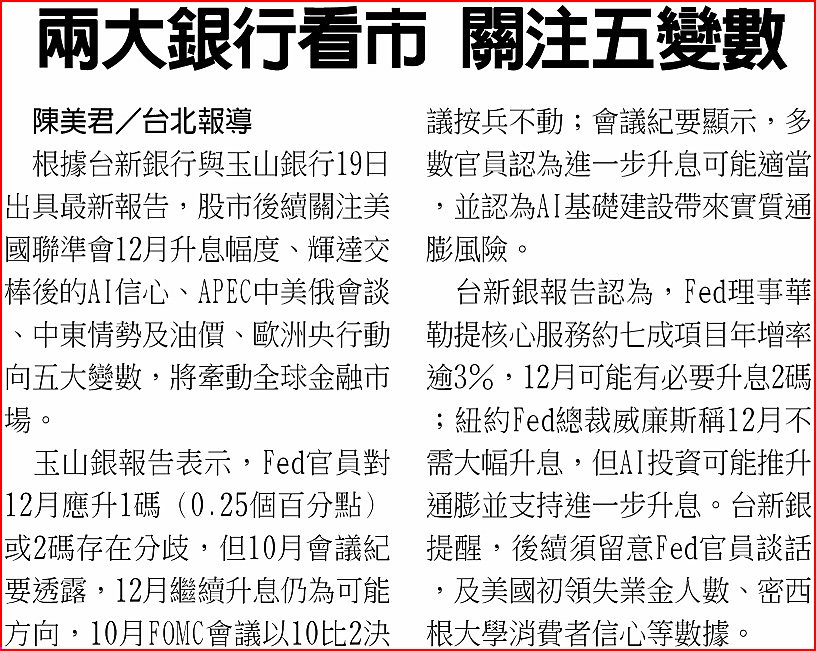 兩大銀行看市 關注五變數
陳美君／台北報導
根據台新銀行與玉山銀行19日
出具最新報告，股市後續關注美
國聯準會12月升息幅度、輝達交
棒後的AI信心、APEC中美俄會談
、中東情勢及油價、歐洲央行動
向五大變數，將牽動全球金融市
場。
玉山銀報告表示，Fed官員對
12月應升1碼（0.25個百分點）
或2碼存在分歧，但10月會議紀
要透露，12月繼續升息仍為可能
方向，10月FOMC會議以10比2決
議按兵不動；會議紀要顯示，多
數官員認為進一步升息可能適當
，並認為AI基礎建設帶來實質通
膨風險。
台新銀報告認為，Fed理事華
勒提核心服務約七成項目年增率
逾3%，12月可能有必要升息2碼
；紐約Fed總裁威廉斯稱12月不
需大幅升息，但AI投資可能推升
通膨並支持進一步升息。台新銀
提醒，後續須留意Fed官員談話
，及美國初領失業金人數、密西
根大學消費者信心等數據。